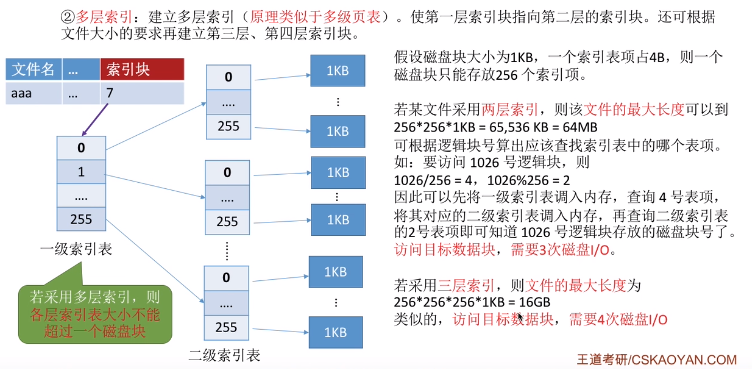 ②多层索引：建立多层索引（原理类似于多级页表）。使第一层索引块指向第二层的索引块。还可根据
文件大小的要求再建立第三层、第四层索引块。
文件名 … 索引块
aaa … 7
0
1
....
255
一级索引表
若采用多层索引，则
各层索引表大小不能
超过一个磁盘块
0
....
255
0
....
255
0
....
255
二级索引表
1KB
1KB
1KB
1KB
1KB
1KB
假设磁盘块大小为1KB，一个索引表项占4B，则一个
磁盘块只能存放256 个索引项。
若某文件采用两层索引，则该文件的最大长度可以到
256*256*1KB = 65,536 KB = 64MB
可根据逻辑块号算出应该查找索引表中的哪个表项。
如：要访问 1026 号逻辑块，则
1026/256 = 4，1026%256 = 2
因此可以先将一级索引表调入内存，查询 4 号表项，
将其对应的二级索引表调入内存，再查询二级索引表
的2号表项即可知道 1026 号逻辑块存放的磁盘块号了。
访问目标数据块，需要3次磁盘I/O。
若采用三层索引，则文件的最大长度为
256*256*256*1KB = 16GB
类似的，访问目标数据块，需要4次磁盘I/O
王道考研/CSKAOYAN.COM